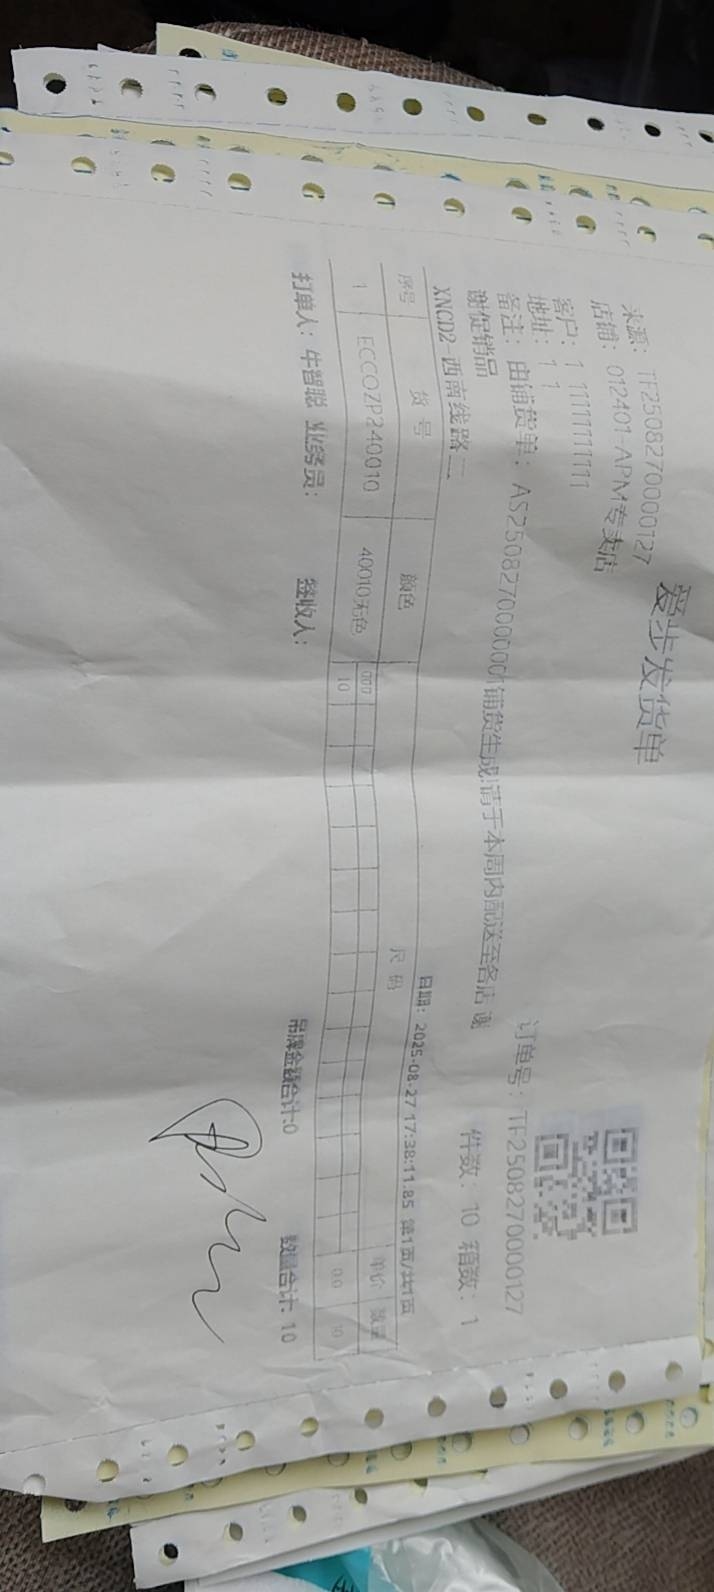 爱步发货单
来源: TF2508270000127
店铺: 012401-APM专卖店
客户: 1 11111111111
地址: 1 1
订单号: TF2508270000127
备注: 由铺货单: AS250827000000铺货生成!请于本周内配送至各店 谢
谢促销品
件数: 10 箱数: 1
XNCD2-西南线路二
日期: 2025-08-27 17:38:11:85 第1页/共1页
序号 货 号 颜色 尺 码 单价 数量
000
1 ECCOZP240010 40010无色 10 0.0 10
打单人: 牛智聪 业务员: 签收人: 吊牌金额合计:0 数量合计: 10